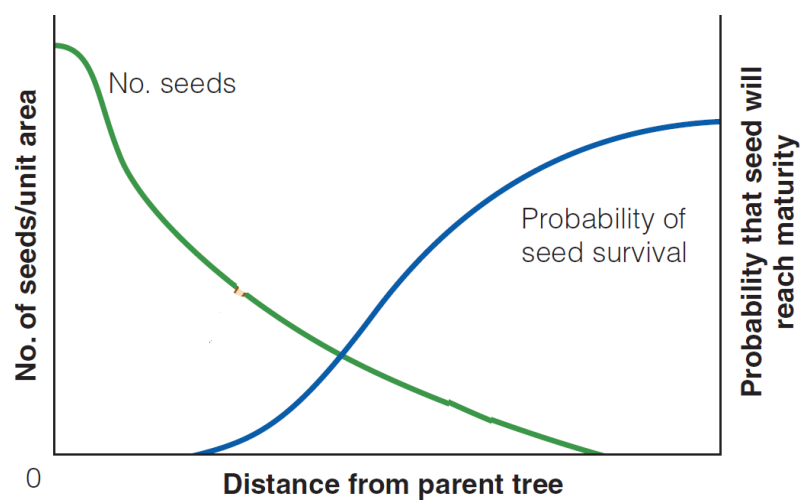 No. seeds
No. of seeds/unit area
Probability of
seed survival
Probability that seed will
reach maturity
0
Distance from parent tree